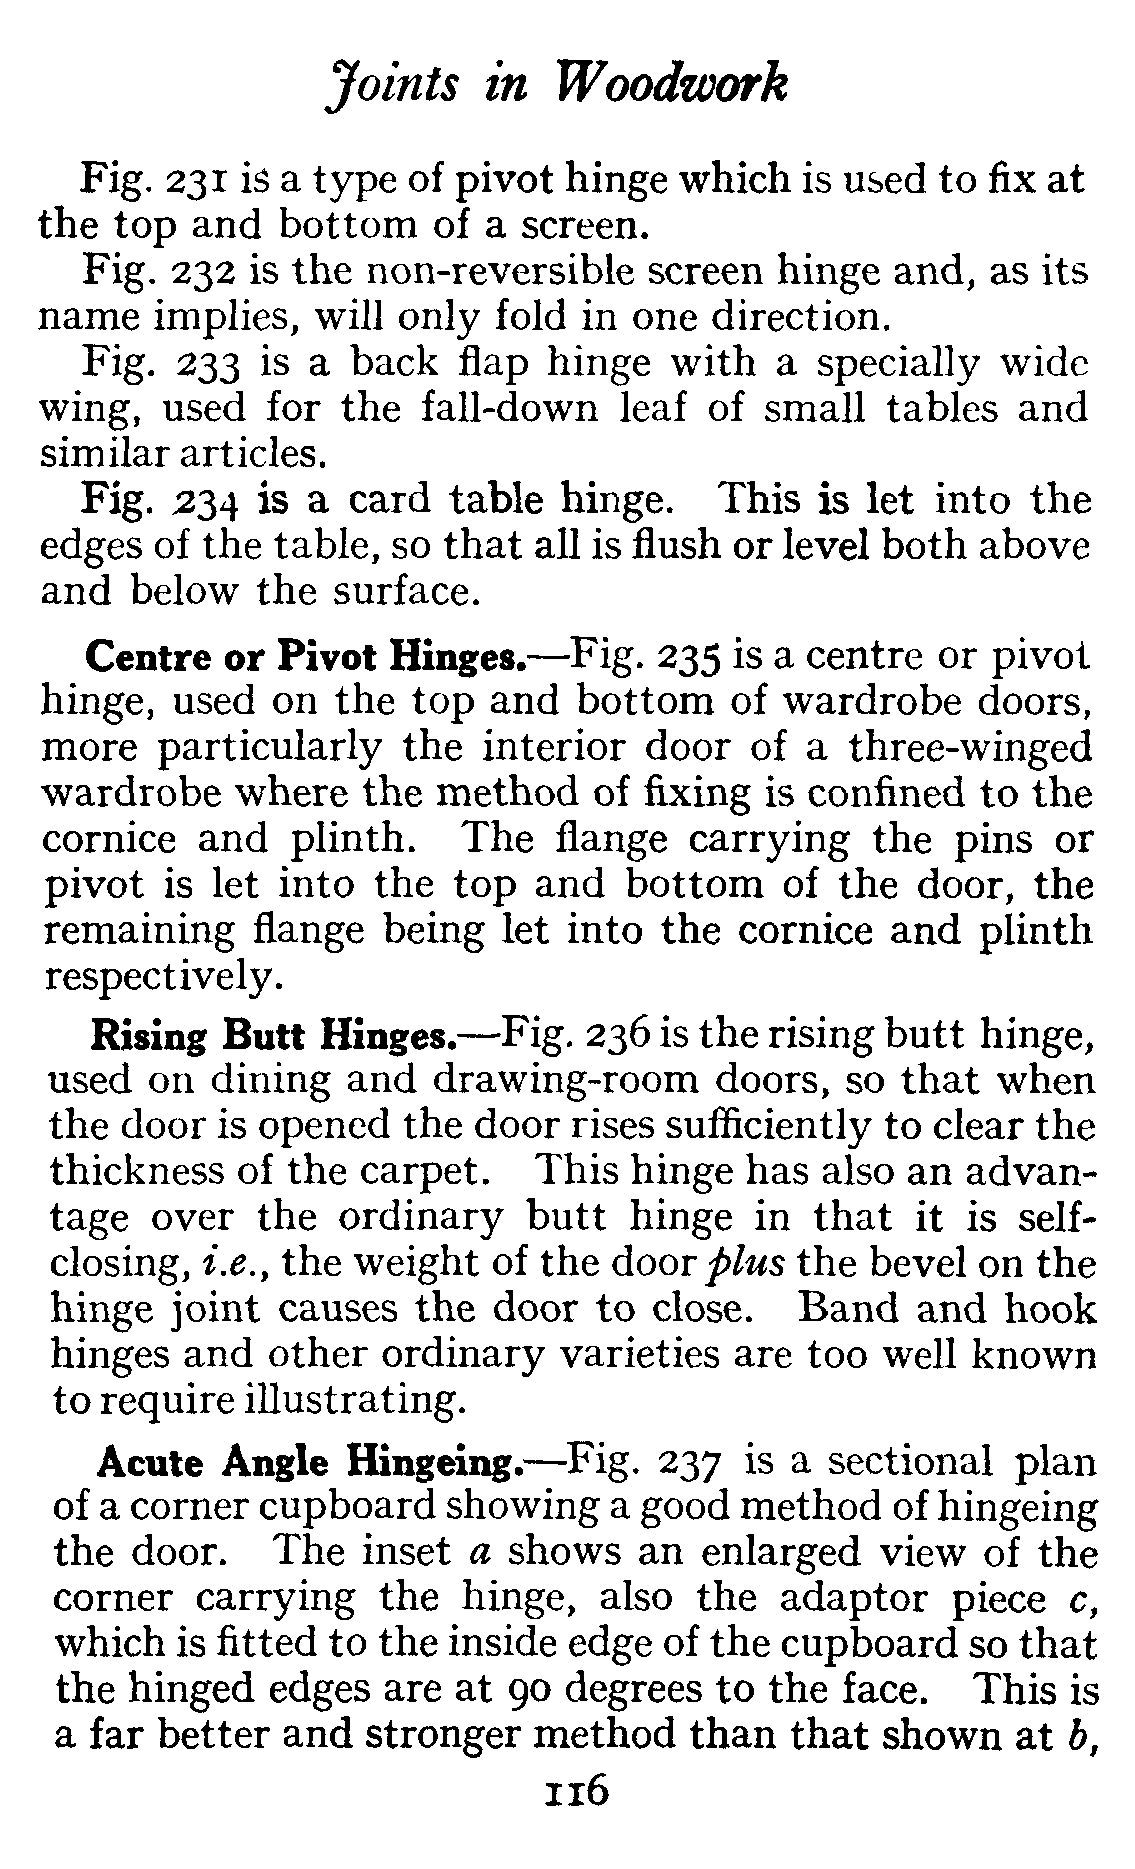 Joints in Woodwork
Fig. 231 is a type of pivot hinge which is used to fix at
the top and bottom of a screen.
Fig. 232 is the non-reversible screen hinge and, as its
name implies, will only fold in one direction.
Fig. 233 is a back flap hinge with a specially wide
wing, used for the fall-down leaf of small tables and
similar articles.
Fig. 234 is a card table hinge. This is let into the
edges of the table, so that all is flush or level both above
and below the surface.
Centre or Pivot Hinges.—Fig. 235 is a centre or pivot
hinge, used on the top and bottom of wardrobe doors,
more particularly the interior door of a three-winged
wardrobe where the method of fixing is confined to the
cornice and plinth. The flange carrying the pins or
pivot is let into the top and bottom of the door, the
remaining flange being let into the cornice and plinth
respectively.
Rising Butt Hinges.—Fig. 236 is the rising butt hinge,
used on dining and drawing-room doors, so that when
the door is opened the door rises sufficiently to clear the
thickness of the carpet. This hinge has also an advan-
tage over the ordinary butt hinge in that it is self-
closing, i.e., the weight of the door plus the bevel on the
hinge joint causes the door to close. Band and hook
hinges and other ordinary varieties are too well known
to require illustrating.
Acute Angle Hingeing.—Fig. 237 is a sectional plan
of a corner cupboard showing a good method of hingeing
the door. The inset a shows an enlarged view of the
corner carrying the hinge, also the adaptor piece c,
which is fitted to the inside edge of the cupboard so that
the hinged edges are at 90 degrees to the face. This is
a far better and stronger method than that shown at b,
116